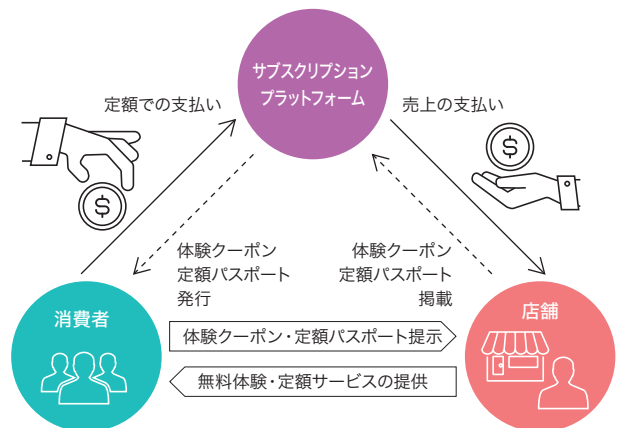 サブスクリプション
プラットフォーム
定額での支払い
売上の支払い
$
$
体験クーポン
定額パスポート
発行
体験クーポン
定額パスポート
掲載
消費者
店舗
体験クーポン・定額パスポート提示
無料体験・定額サービスの提供